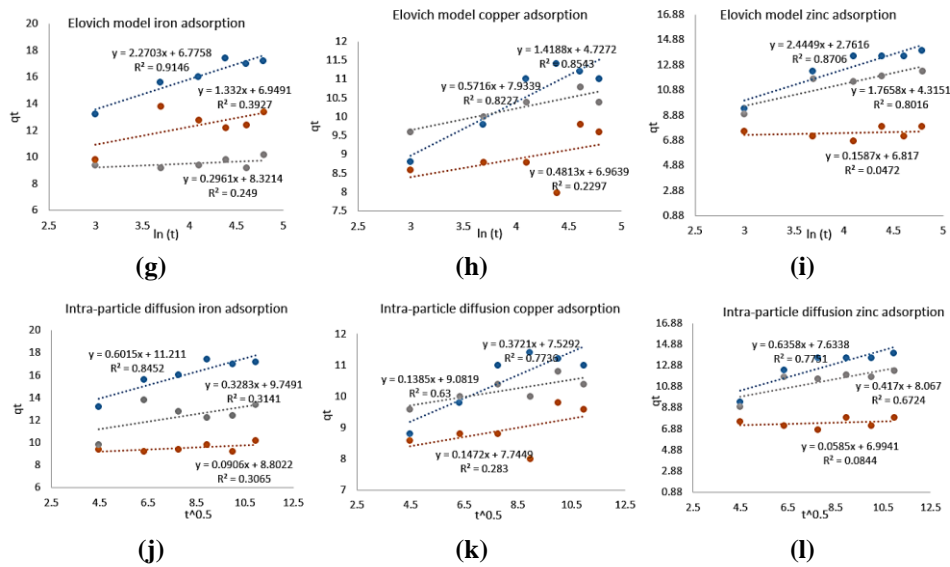 Elovich model iron adsorption
qt
20
18
16
14
12
10
8
6
y = 2.2703x + 6.7758
R² = 0.9146
y = 1.332x + 6.9491
R² = 0.3927
y = 0.2961x + 8.3214
R² = 0.249
2.5 3 3.5 4 4.5 5
ln (t)
(g)
Elovich model copper adsorption
qt
12
11.5
11
10.5
10
9.5
9
8.5
8
7.5
y = 1.4188x + 4.7272
R² = 0.8543
y = 0.5716x + 7.9339
R² = 0.8227
y = 0.4813x + 6.9639
R² = 0.2297
2.5 3 3.5 4 4.5 5
ln (t)
(h)
Elovich model zinc adsorption
qt
16.88
14.88
12.88
10.88
8.88
6.88
4.88
2.88
0.88
y = 2.4449x + 2.7616
R² = 0.8706
y = 1.7658x + 4.3151
R² = 0.8016
y = 0.1587x + 6.817
R² = 0.0472
2.5 3 3.5 4 4.5 5
ln (t)
(i)
Intra-particle diffusion iron adsorption
qt
20
18
16
14
12
10
8
6
y = 0.6015x + 11.211
R² = 0.8452
y = 0.3283x + 9.7491
R² = 0.3141
y = 0.0906x + 8.8022
R² = 0.3065
4.5 6.5 8.5 10.5 12.5
t^0.5
(j)
Intra-particle diffusion copper adsorption
qt
12
11
10
9
8
7
y = 0.3721x + 7.5292
R² = 0.7736
y = 0.1385x + 9.0819
R² = 0.63
y = 0.1472x + 7.7449
R² = 0.283
4.5 6.5 8.5 10.5 12.5
t^0.5
(k)
Intra-particle diffusion zinc adsorption
qt
16.88
14.88
12.88
10.88
8.88
6.88
4.88
2.88
0.88
y = 0.6358x + 7.6338
R² = 0.7751
y = 0.417x + 8.067
R² = 0.6724
y = 0.0585x + 6.9941
R² = 0.0844
4.5 6.5 8.5 10.5 12.5
t^0.5
(l)